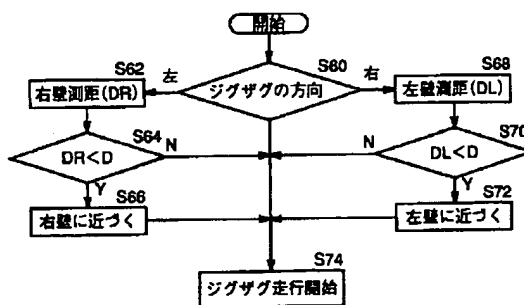 開始
S60
ジグザグの方向
左
右
S62
右壁測距(DR)
S68
左壁測距(DL)
S64
DR<D
N
Y
S70
DL<D
N
Y
S66
右壁に近づく
S72
左壁に近づく
S74
ジグザグ走行開始